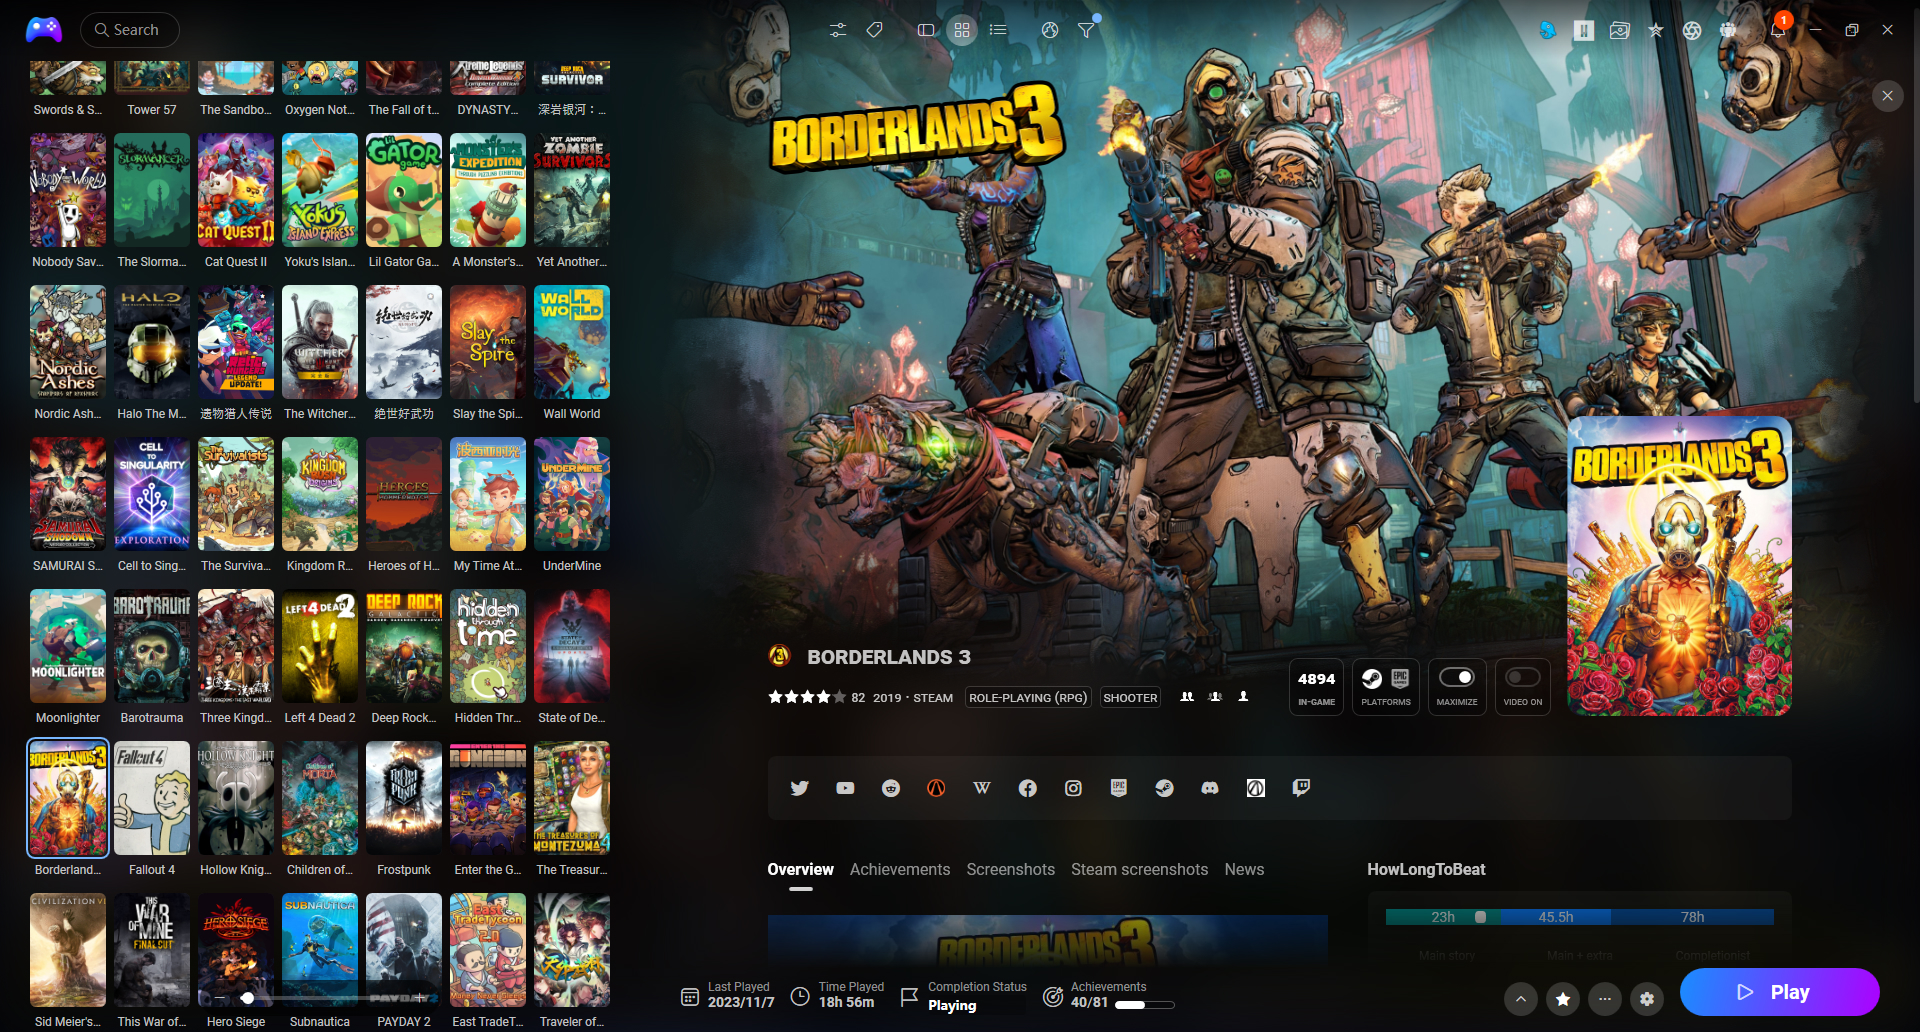 Search
1
Swords & S...
Tower 57
The Sandbo...
Oxygen Not...
The Fall of t...
DYNASTY...
深岩银河：...
Nobody Sav...
The Slorma...
Cat Quest II
Yoku's Islan...
Lil Gator Ga...
A Monster's...
Yet Another...
Nordic Ash...
Halo The M...
遗物猎人传说
The Witcher...
绝世好武功
Slay the Spi...
Wall World
SAMURAI S...
Cell to Sing...
The Surviva...
Kingdom R...
Heroes of H...
My Time At...
UnderMine
Moonlighter
Barotrauma
Three Kingd...
Left 4 Dead 2
Deep Rock...
Hidden Thr...
State of De...
Borderland...
Fallout 4
Hollow Knig...
Children of...
Frostpunk
Enter the G...
The Treasur...
Sid Meier's...
This War of...
Hero Siege
Subnautica
PAYDAY 2
East TradeT...
Traveler of...
BORDERLANDS 3
BORDERLANDS 3
BORDERLANDS 3
82 2019 • STEAM ROLE-PLAYING (RPG) SHOOTER
4894
IN-GAME
PLATFORMS
MAXIMIZE
VIDEO ON
Overview Achievements Screenshots Steam screenshots News
HowLongToBeat
23h 45.5h 78h
Main story Main + extra Completionist
BORDERLANDS 3
Last Played
2023/11/7
Time Played
18h 56m
Completion Status
Playing
Achievements
40/81
Play